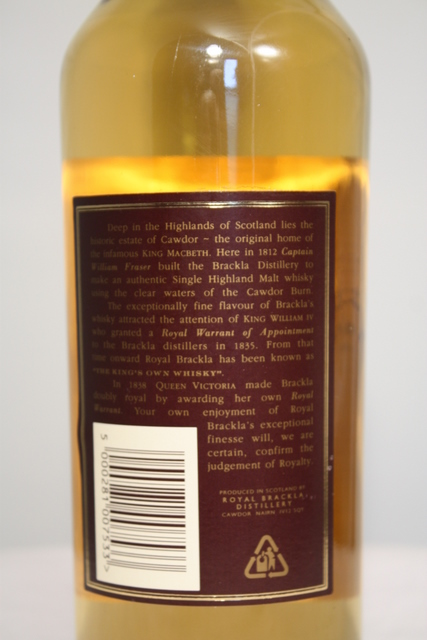 Deep in the Highlands of Scotland lies the
historic estate of Cawdor – the original home of
the infamous KING MACBETH. Here in 1812 Captain
William Fraser built the Brackla Distillery to
make an authentic Single Highland Malt whisky
using the clear waters of the Cawdor Burn.
The exceptionally fine flavour of Brackla's
whisky attracted the attention of KING WILLIAM IV
who granted a Royal Warrant of Appointment
to the Brackla distillers in 1835. From that
time onward Royal Brackla has been known as
"THE KING'S OWN WHISKY".
In 1838 QUEEN VICTORIA made Brackla
doubly royal by awarding her own Royal
Warrant. Your own enjoyment of Royal
Brackla's exceptional
finesse will, we are
certain, confirm the
judgement of Royalty.
PRODUCED IN SCOTLAND BY
ROYAL BRACKLA
DISTILLERY
CAWDOR NAIRN
5 000281 007533